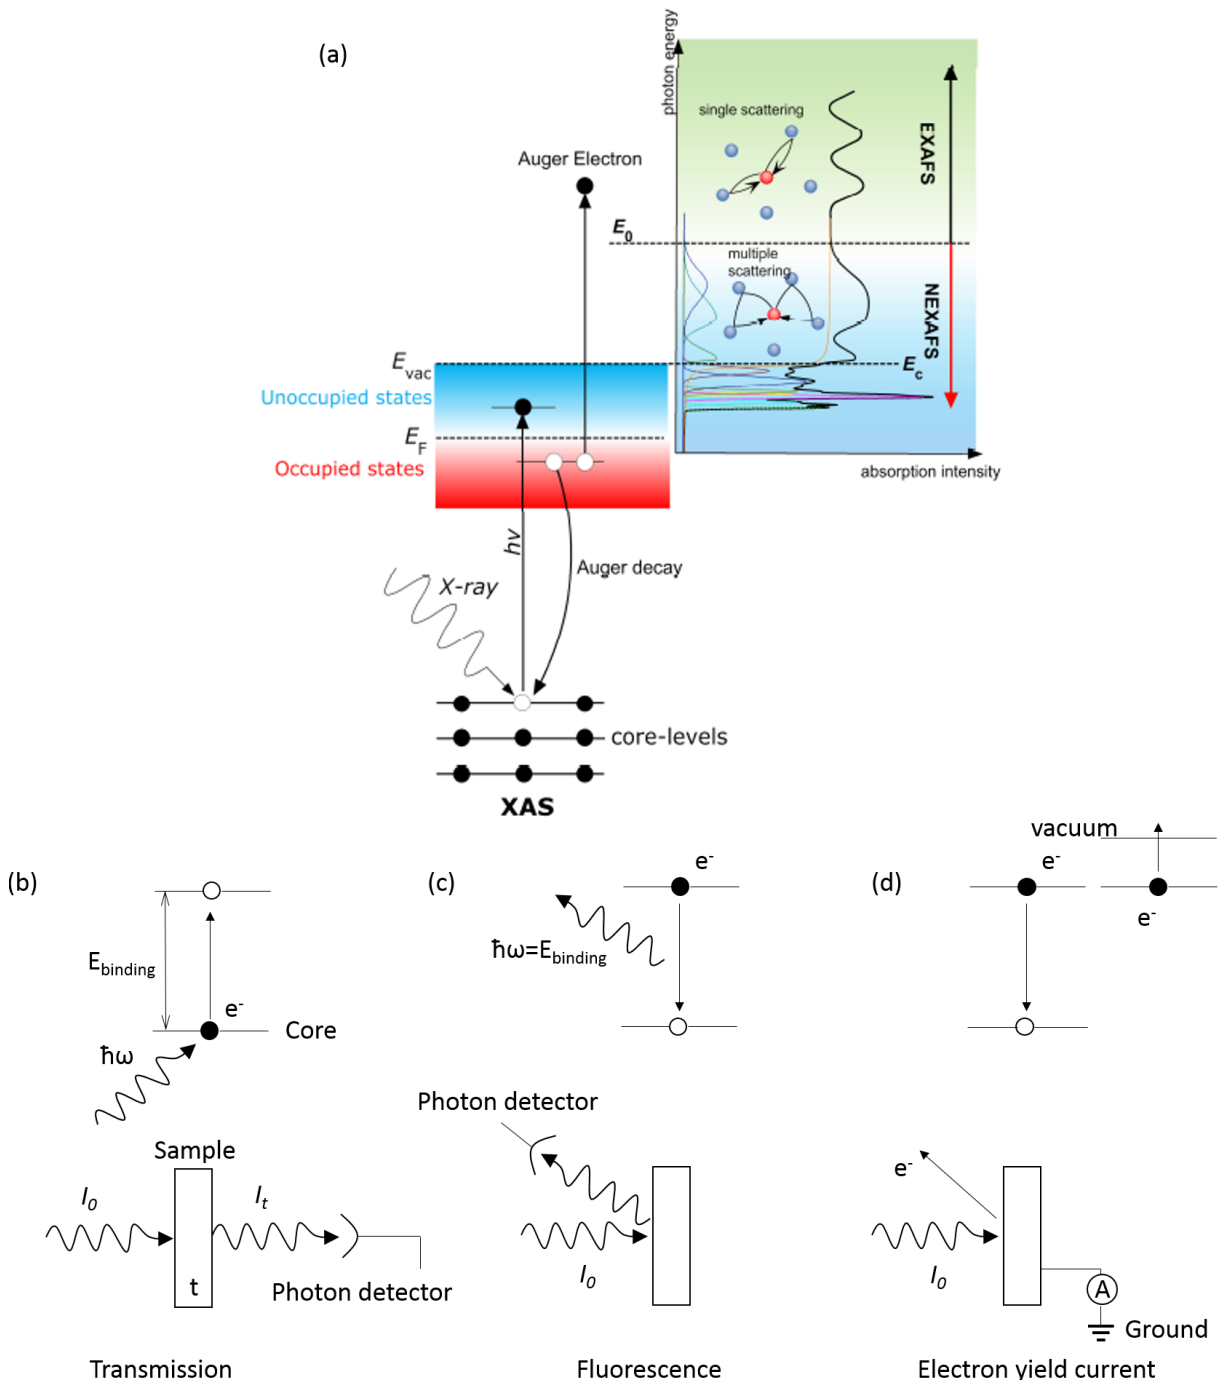 (a)
photon energy
single scattering
EXAFS
Auger Electron
E0
multiple
scattering
NEXAFS
Evac
Ec
Unoccupied states
EF
Occupied states
absorption intensity
hν
Auger decay
X-ray
core-levels
XAS
(b)
Ebinding
e-
Core
ħω
Sample
I0
It
t
Photon detector
Transmission
(c)
e-
ħω=Ebinding
Photon detector
I0
Fluorescence
(d)
vacuum
e-
e-
e-
I0
A
Ground
Electron yield current